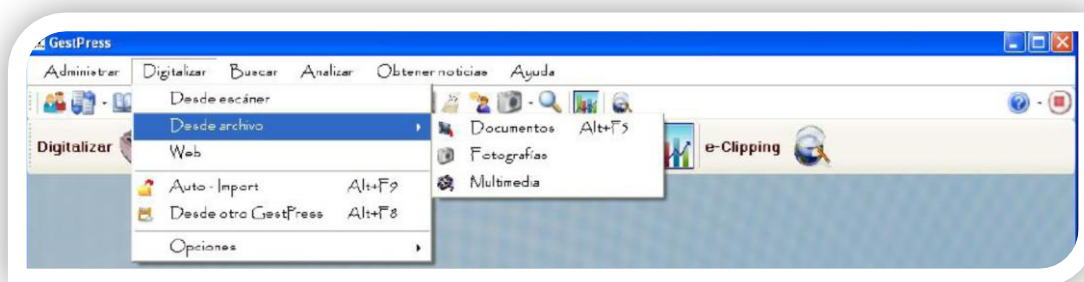 GestPress
Administrar Digitalizar Buscar Analizar Obtener noticias Ayuda
Desde escáner
Desde archivo
Documentos Alt+F5
Digitalizar
Web
Fotografías
e-Clipping
Multimedia
Auto - Import Alt+F9
Desde otro GestPress Alt+F8
Opciones